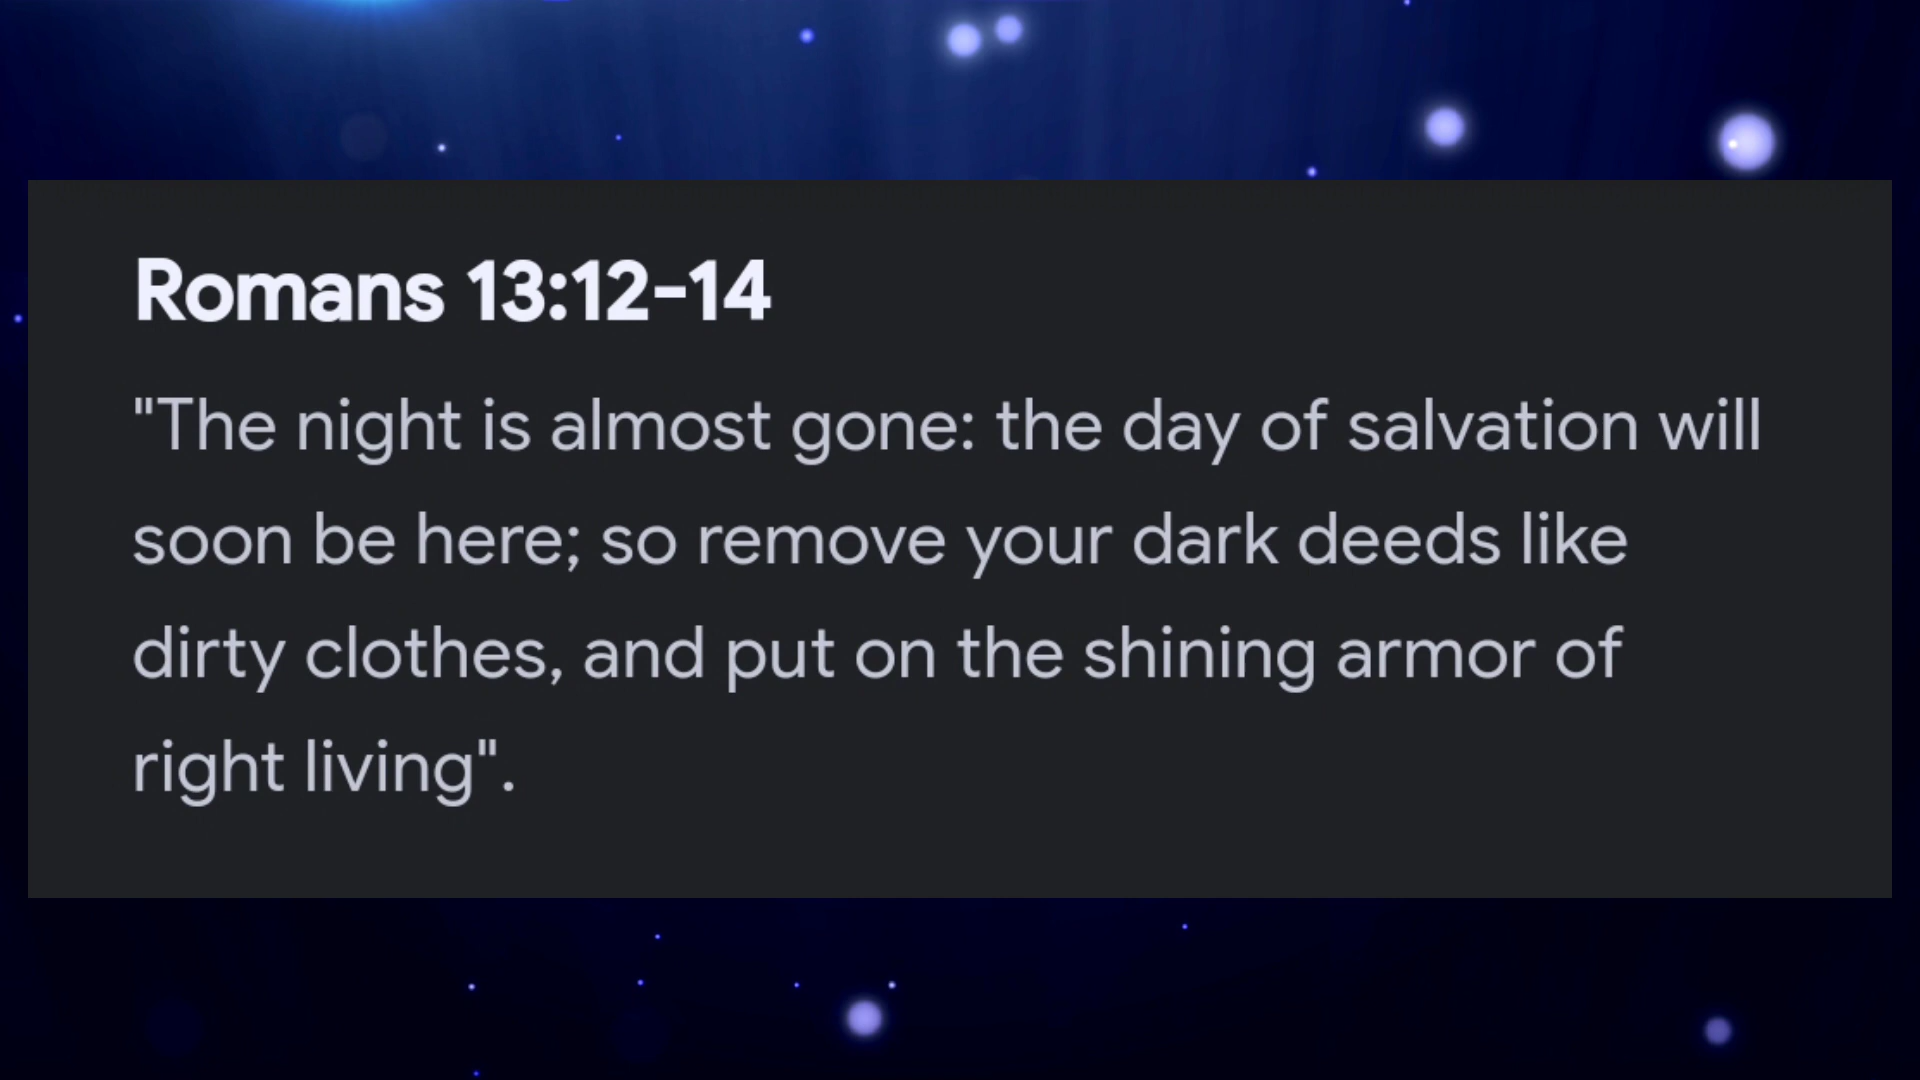 Romans 13:12-14
"The night is almost gone: the day of salvation will
soon be here; so remove your dark deeds like
dirty clothes, and put on the shining armor of
right living".